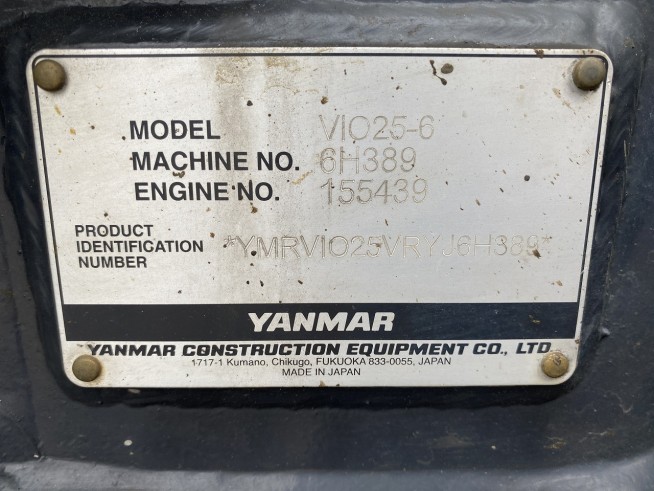 MODEL VIO25-6
MACHINE NO. 6H389
ENGINE NO. 155439
PRODUCT
IDENTIFICATION
NUMBER *YMRVIO25VRYJ6H389*
YANMAR
YANMAR CONSTRUCTION EQUIPMENT CO., LTD
1717-1 Kumano, Chikugo, FUKUOKA 833-0055, JAPAN
MADE IN JAPAN